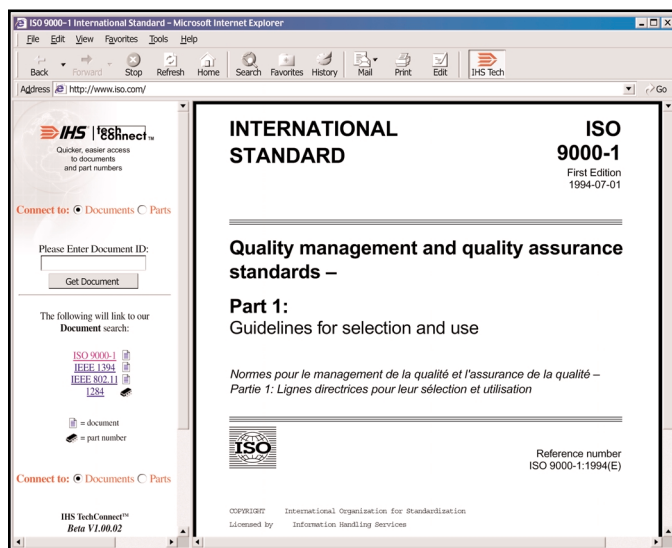 ISO 9000-1 International Standard – Microsoft Internet Explorer
File Edit View Favorites Tools Help
Back Forward Stop Refresh Home Search Favorites History Mail Print Edit IHS Tech
Address http://www.iso.com/ Go
IHS tech connect TM
Quicker, easier access
to documents
and part numbers
Connect to: Documents Parts
Please Enter Document ID:
Get Document
The following will link to our
Document search:
ISO 9000-1
IEEE 1394
IEEE 802.11
1284
= document
= part number
Connect to: Documents Parts
IHS TechConnect™
Beta V1.00.02
INTERNATIONAL STANDARD
ISO 9000-1
First Edition
1994-07-01
Quality management and quality assurance
standards –
Part 1:
Guidelines for selection and use
Normes pour le management de la qualité et l'assurance de la qualité –
Partie 1: Lignes directrices pour leur sélection et utilisation
ISO
Reference number
ISO 9000-1:1994(E)
COPYRIGHT International Organization for Standardization
Licensed by Information Handling Services